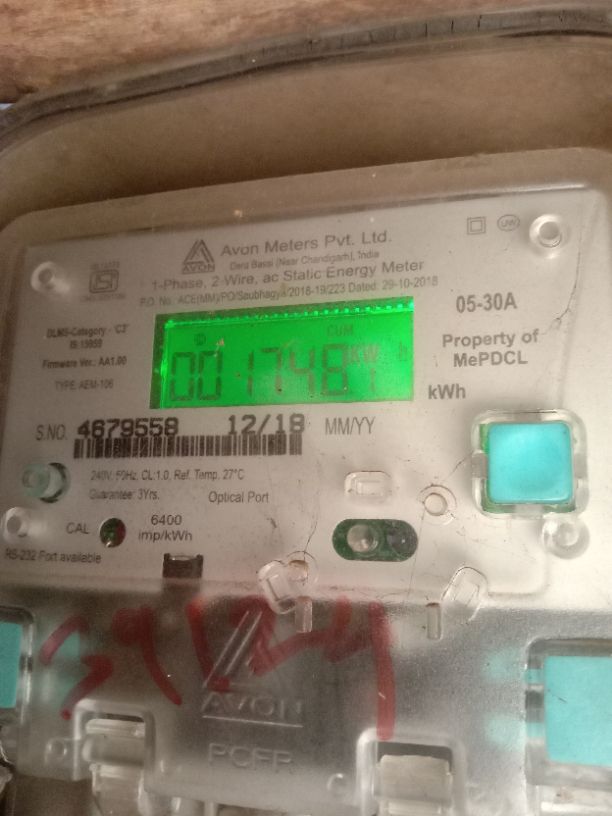 AVON
Avon Meters Pvt. Ltd.
UW
Dera Bassi (Near Chandigarh), India
1-Phase, 2-Wire, ac Static Energy Meter
P.O. No. ACE(MM)/PO/Saubhagya/2018-19/223 Dated: 29-10-2018
DLMS-Category - 'C3'
IS:15959
Firmware Ver.: AA1.00
TYPE: AEM-106
CUM
KW h
05-30A
Property of
MePDCL
kWh
S.NO. 4679558 12/18 MM/YY
240V, 50Hz, CL:1.0, Ref. Temp. 27°C
Guarantee: 3Yrs.
Optical Port
CAL
6400
imp/kWh
RS-232 Port available
AVON